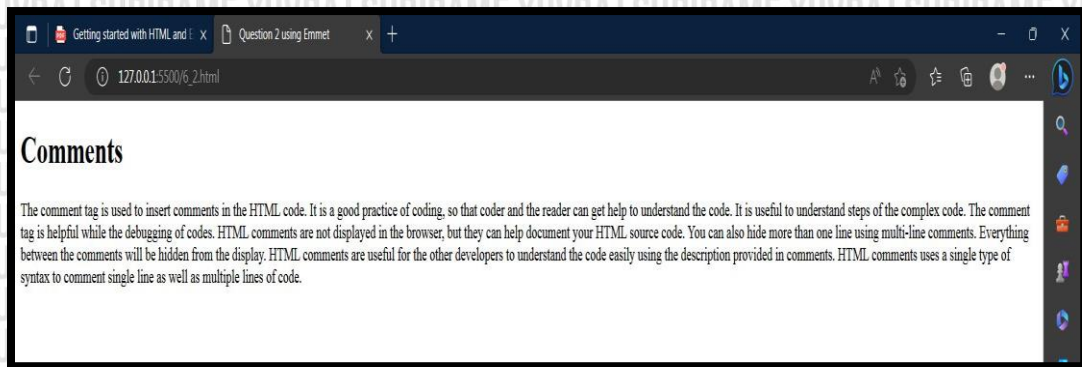 YUVRAJ SURIRAME YUVRAJ SURIRAME YUVRAJ SURIRAME
Getting started with HTML and E
Question 2 using Emmet
127.0.0.1:5500/6_2.html
Comments
The comment tag is used to insert comments in the HTML code. It is a good practice of coding, so that coder and the reader can get help to understand the code. It is useful to understand steps of the complex code. The comment
tag is helpful while the debugging of codes. HTML comments are not displayed in the browser, but they can help document your HTML source code. You can also hide more than one line using multi-line comments. Everything
between the comments will be hidden from the display. HTML comments are useful for the other developers to understand the code easily using the description provided in comments. HTML comments uses a single type of
syntax to comment single line as well as multiple lines of code.